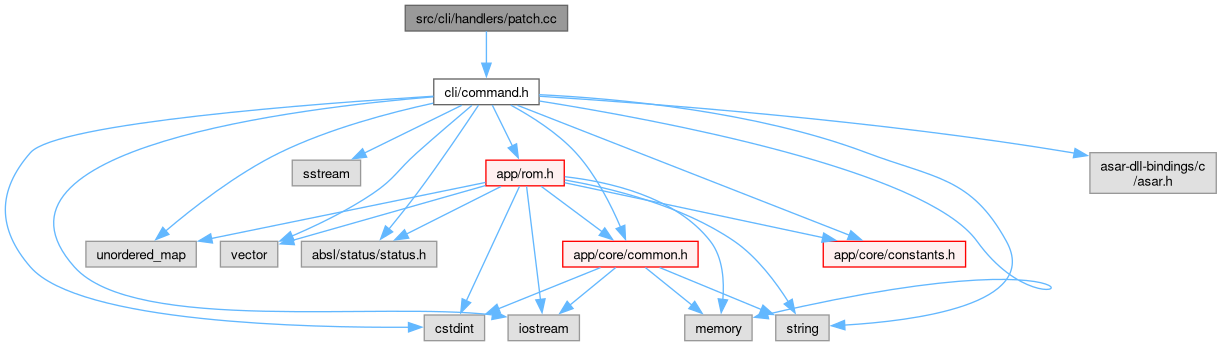 src/cli/handlers/patch.cc
cli/command.h
sstream
app/rom.h
asar-dll-bindings/c
/asar.h
unordered_map
vector
absl/status/status.h
app/core/common.h
app/core/constants.h
cstdint
iostream
memory
string